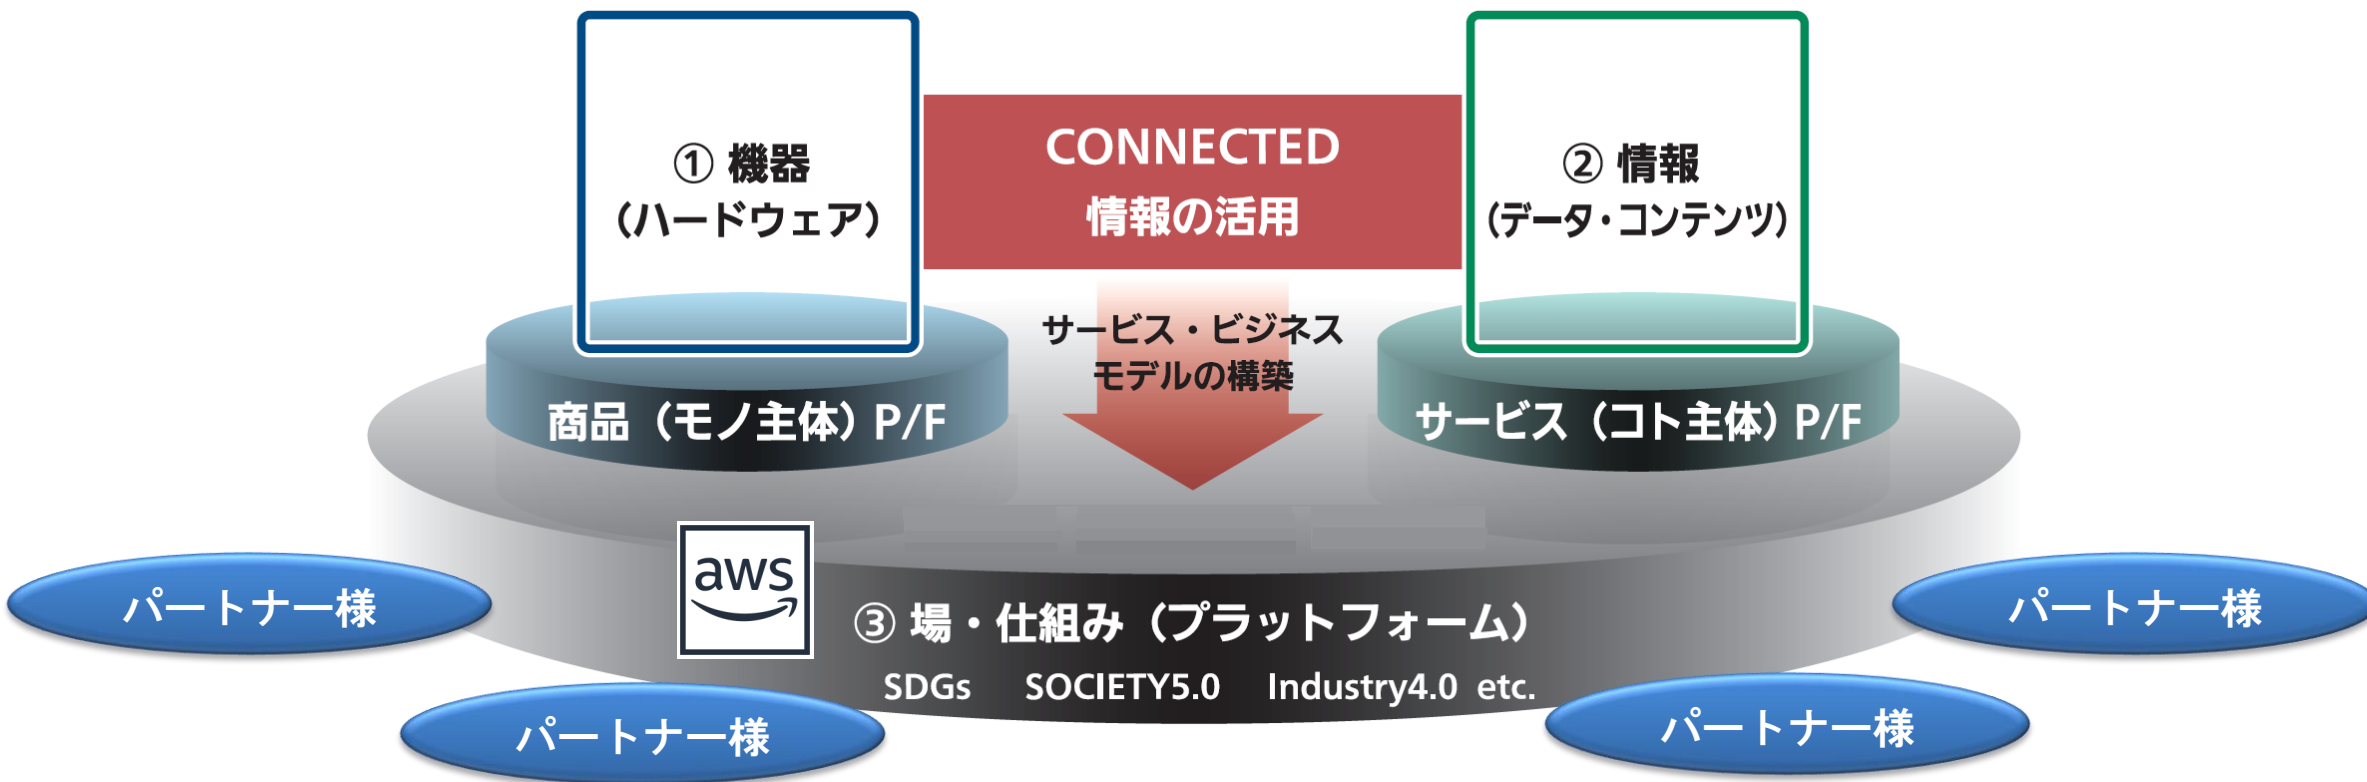 ① 機器
（ハードウェア）
CONNECTED
情報の活用
② 情報
（データ・コンテンツ）
サービス・ビジネス
モデルの構築
商品（モノ主体）P/F
サービス（コト主体）P/F
aws
③ 場・仕組み（プラットフォーム）
SDGs SOCIETY5.0 Industry4.0 etc.
パートナー様
パートナー様
パートナー様
パートナー様